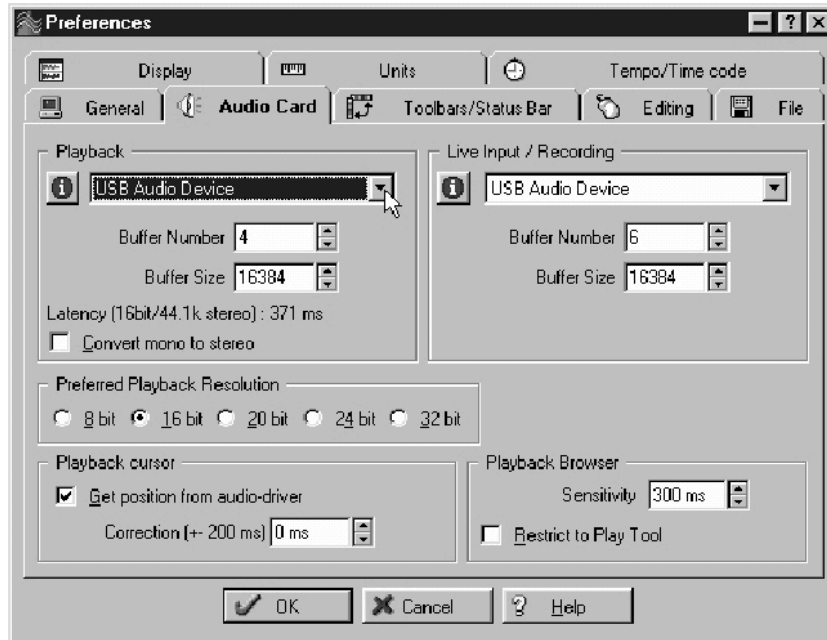 Preferences
Display Units Tempo/Time code
General Audio Card Toolbars/Status Bar Editing File
Playback
USB Audio Device
Buffer Number 4
Buffer Size 16384
Latency (16bit/44.1k stereo) : 371 ms
Convert mono to stereo
Live Input / Recording
USB Audio Device
Buffer Number 6
Buffer Size 16384
Preferred Playback Resolution
8 bit 16 bit 20 bit 24 bit 32 bit
Playback cursor
Get position from audio-driver
Correction (+- 200 ms) 0 ms
Playback Browser
Sensitivity 300 ms
Restrict to Play Tool
OK Cancel Help